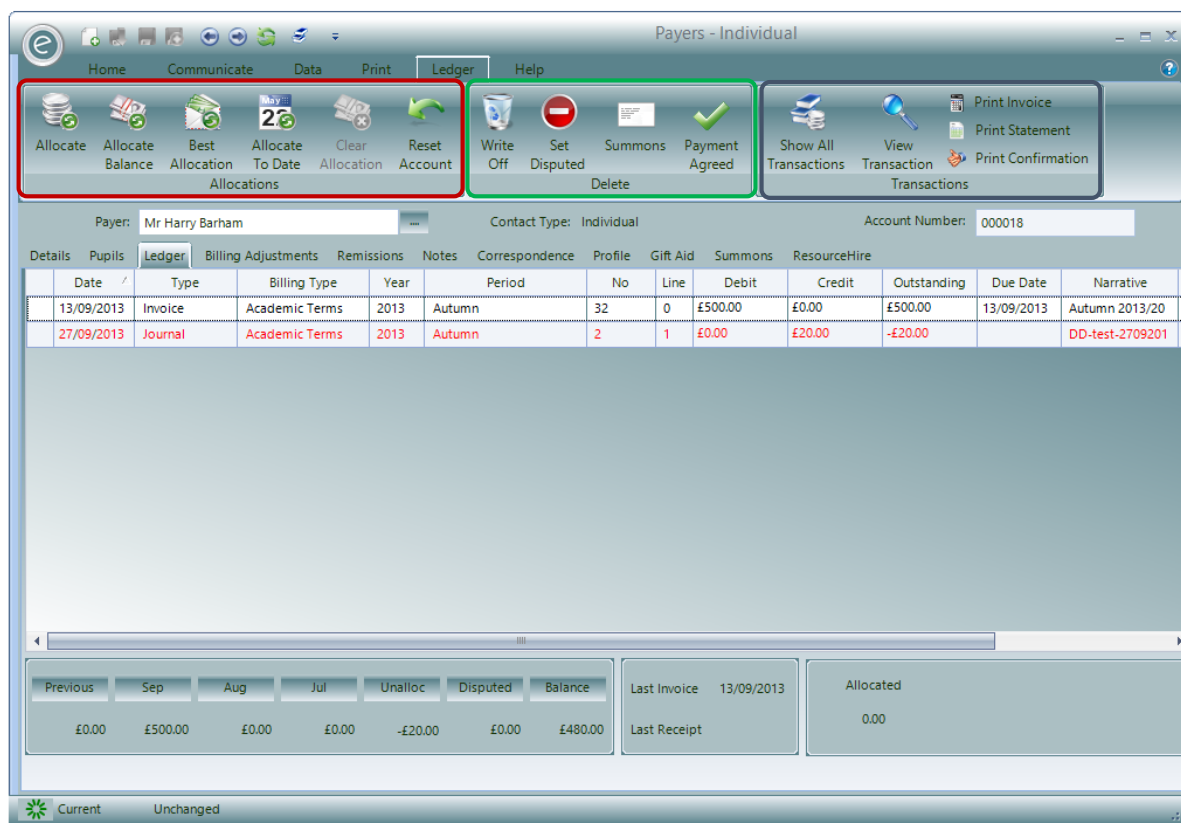 Payers - Individual
Home Communicate Data Print Ledger Help
Allocate Allocate Balance Best Allocation May 2 Allocate To Date Clear Allocation Reset Account
Allocations
Write Off Set Disputed Summons Payment Agreed
Delete
Show All Transactions View Transaction
Print Invoice
Print Statement
Print Confirmation
Transactions
Payer: Mr Harry Barham ... Contact Type: Individual Account Number: 000018
Details Pupils Ledger Billing Adjustments Remissions Notes Correspondence Profile Gift Aid Summons ResourceHire
Date Type Billing Type Year Period No Line Debit Credit Outstanding Due Date Narrative
13/09/2013 Invoice Academic Terms 2013 Autumn 32 0 £500.00 £0.00 £500.00 13/09/2013 Autumn 2013/20
27/09/2013 Journal Academic Terms 2013 Autumn 2 1 £0.00 £20.00 -£20.00 DD-test-2709201
Previous Sep Aug Jul Unalloc Disputed Balance
£0.00 £500.00 £0.00 £0.00 -£20.00 £0.00 £480.00
Last Invoice 13/09/2013
Last Receipt
Allocated
0.00
Current Unchanged